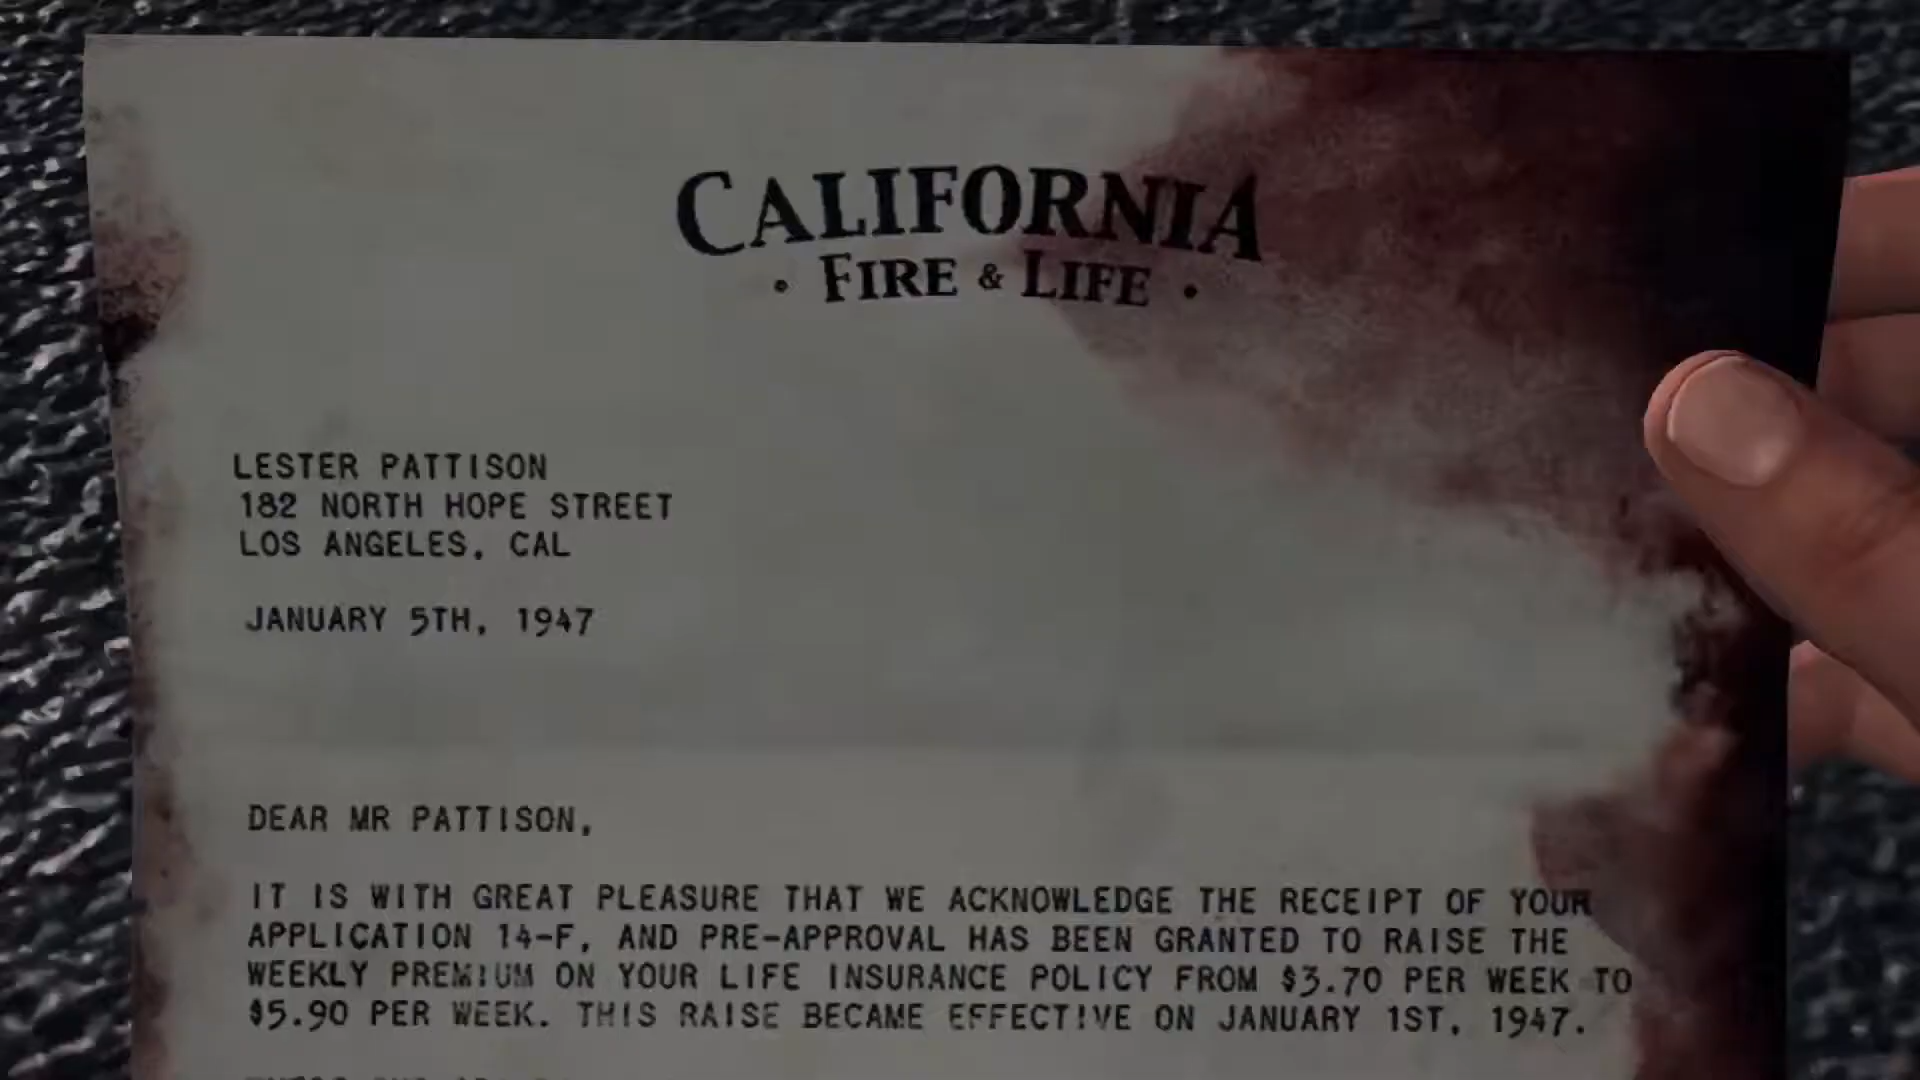 CALIFORNIA
• FIRE & LIFE •
LESTER PATTISON
182 NORTH HOPE STREET
LOS ANGELES, CAL
JANUARY 5TH, 1947
DEAR MR PATTISON,
IT IS WITH GREAT PLEASURE THAT WE ACKNOWLEDGE THE RECEIPT OF YOUR
APPLICATION 14-F, AND PRE-APPROVAL HAS BEEN GRANTED TO RAISE THE
WEEKLY PREMIUM ON YOUR LIFE INSURANCE POLICY FROM $3.70 PER WEEK TO
$5.90 PER WEEK. THIS RAISE BECAME EFFECTIVE ON JANUARY 1ST, 1947.